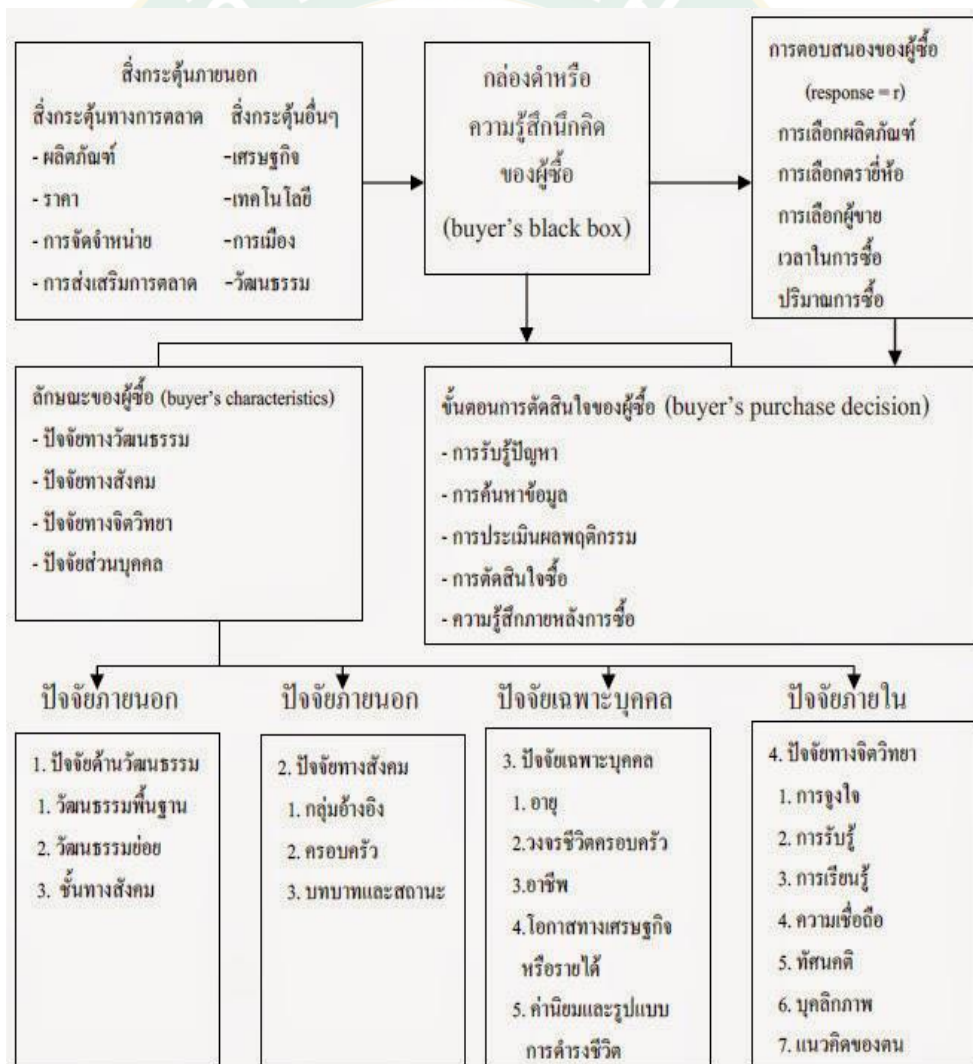 สิ่งกระตุ้นภายนอก
สิ่งกระตุ้นทางการตลาด สิ่งกระตุ้นอื่นๆ
- ผลิตภัณฑ์ -เศรษฐกิจ
- ราคา -เทคโนโลยี
- การจัดจำหน่าย -การเมือง
- การส่งเสริมการตลาด -วัฒนธรรม
กล่องดำหรือ
ความรู้สึกนึกคิด
ของผู้ซื้อ
(buyer's black box)
การตอบสนองของผู้ซื้อ
(response = r)
การเลือกผลิตภัณฑ์
การเลือกตรายี่ห้อ
การเลือกผู้ขาย
เวลาในการซื้อ
ปริมาณการซื้อ
ลักษณะของผู้ซื้อ (buyer's characteristics)
- ปัจจัยทางวัฒนธรรม
- ปัจจัยทางสังคม
- ปัจจัยทางจิตวิทยา
- ปัจจัยส่วนบุคคล
ขั้นตอนการตัดสินใจของผู้ซื้อ (buyer's purchase decision)
- การรับรู้ปัญหา
- การค้นหาข้อมูล
- การประเมินผลพฤติกรรม
- การตัดสินใจซื้อ
- ความรู้สึกภายหลังการซื้อ
ปัจจัยภายนอก
1. ปัจจัยด้านวัฒนธรรม
1. วัฒนธรรมพื้นฐาน
2. วัฒนธรรมย่อย
3. ชั้นทางสังคม
ปัจจัยภายนอก
2. ปัจจัยทางสังคม
1. กลุ่มอ้างอิง
2. ครอบครัว
3. บทบาทและสถานะ
ปัจจัยเฉพาะบุคคล
3. ปัจจัยเฉพาะบุคคล
1. อายุ
2.วงจรชีวิตครอบครัว
3.อาชีพ
4.โอกาสทางเศรษฐกิจ
หรือรายได้
5. ค่านิยมและรูปแบบ
การดำรงชีวิต
ปัจจัยภายใน
4. ปัจจัยทางจิตวิทยา
1. การจูงใจ
2. การรับรู้
3. การเรียนรู้
4. ความเชื่อถือ
5. ทัศนคติ
6. บุคลิกภาพ
7. แนวคิดของตน